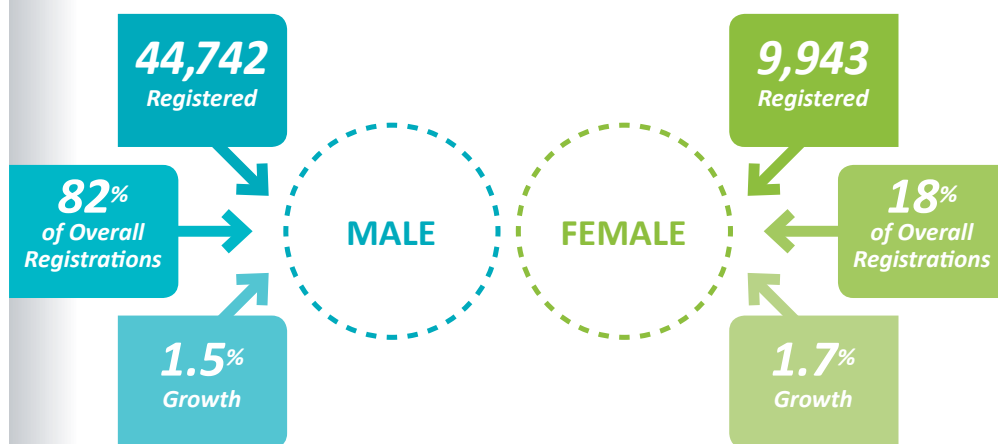 44,742
Registered
82%
of Overall
Registrations
1.5%
Growth
MALE
FEMALE
9,943
Registered
18%
of Overall
Registrations
1.7%
Growth